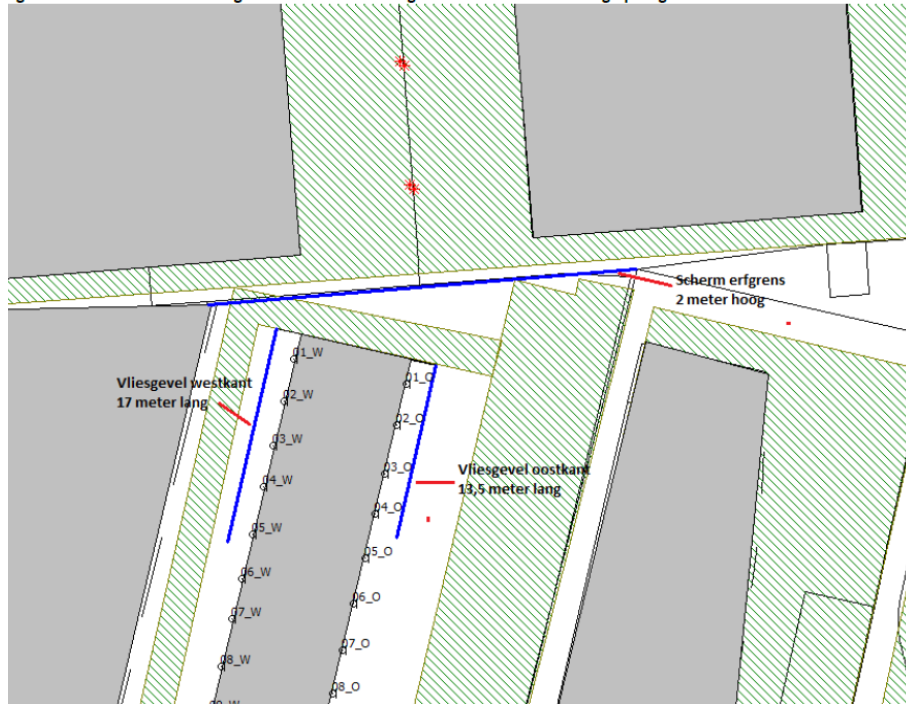 Scherm erfgrens
2 meter hoog
01_W
Vliesgevel westkant
17 meter lang
01_O
02_W
02_O
03_W
Vliesgevel oostkant
13,5 meter lang
03_O
04_W
04_O
05_W
05_O
06_W
06_O
07_W
07_O
08_W
08_O